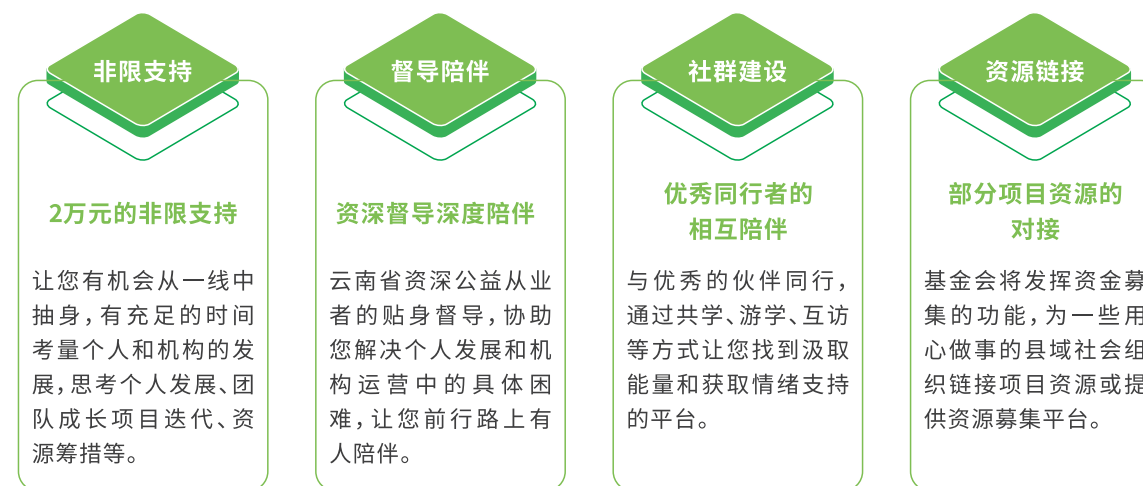 非限支持
2万元的非限支持
让您有机会从一线中
抽身，有充足的时间
考量个人和机构的发
展，思考个人发展、团
队成长项目迭代、资
源筹措等。
督导陪伴
资深督导深度陪伴
云南省资深公益从业
者的贴身督导，协助
您解决个人发展和机
构运营中的具体困
难，让您前行路上有
人陪伴。
社群建设
优秀同行者的
相互陪伴
与优秀的伙伴同行，
通过共学、游学、互访
等方式让您找到汲取
能量和获取情绪支持
的平台。
资源链接
部分项目资源的
对接
基金会将发挥资金募
集的功能，为一些用
心做事的县域社会组
织链接项目资源或提
供资源募集平台。